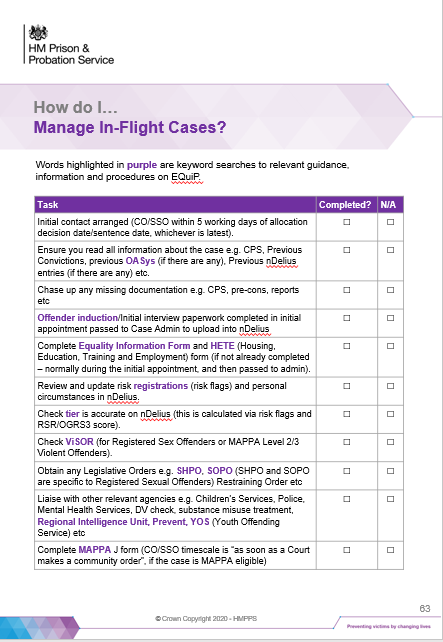 HM Prison &
Probation Service
How do I...
Manage In-Flight Cases?
Words highlighted in purple are keyword searches to relevant guidance,
information and procedures on EQuiP.
Task Completed? N/A
Initial contact arranged (CO/SSO within 5 working days of allocation
decision date/sentence date, whichever is latest). ☐ ☐
Ensure you read all information about the case e.g. CPS, Previous
Convictions, previous OASys (if there are any), Previous nDelius
entries (if there are any) etc. ☐ ☐
Chase up any missing documentation e.g. CPS, pre-cons, reports
etc ☐ ☐
Offender induction/Initial interview paperwork completed in initial
appointment passed to Case Admin to upload into nDelius ☐ ☐
Complete Equality Information Form and HETE (Housing,
Education, Training and Employment) form (if not already completed
– normally during the initial appointment, and then passed to admin). ☐ ☐
Review and update risk registrations (risk flags) and personal
circumstances in nDelius. ☐ ☐
Check tier is accurate on nDelius (this is calculated via risk flags and
RSR/OGRS3 score). ☐ ☐
Check ViSOR (for Registered Sex Offenders or MAPPA Level 2/3
Violent Offenders). ☐ ☐
Obtain any Legislative Orders e.g. SHPO, SOPO (SHPO and SOPO
are specific to Registered Sexual Offenders) Restraining Order etc ☐ ☐
Liaise with other relevant agencies e.g. Children's Services, Police,
Mental Health Services, DV check, substance misuse treatment,
Regional Intelligence Unit, Prevent, YOS (Youth Offending
Service) etc ☐ ☐
Complete MAPPA J form (CO/SSO timescale is "as soon as a Court
makes a community order", if the case is MAPPA eligible) ☐ ☐
63
© Crown Copyright 2020 - HMPPS
Preventing victims by changing lives